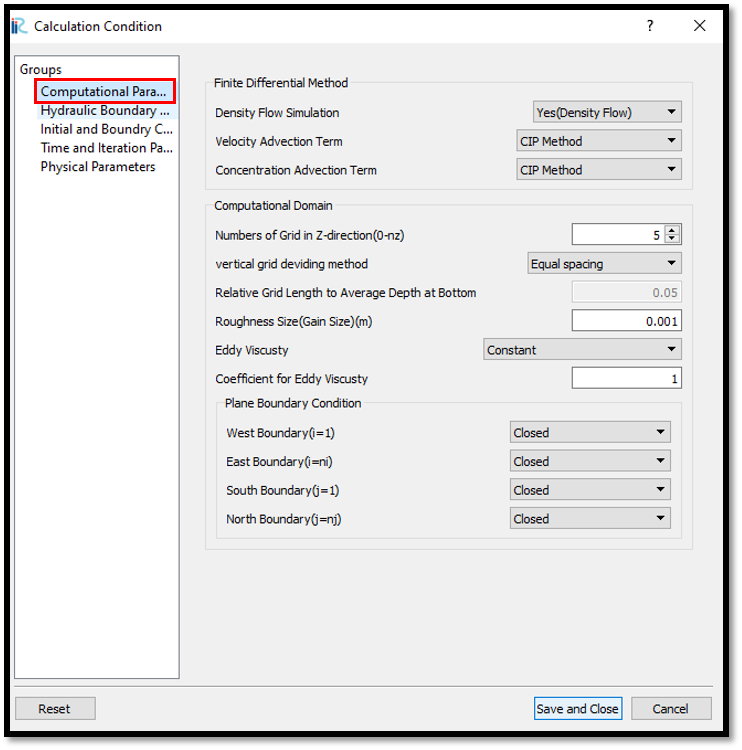 iR Calculation Condition ? ×
Groups
Computational Para...
Hydraulic Boundary ...
Initial and Boundry C...
Time and Iteration Pa...
Physical Parameters
Finite Differential Method
Density Flow Simulation Yes(Density Flow)
Velocity Advection Term CIP Method
Concentration Advection Term CIP Method
Computational Domain
Numbers of Grid in Z-direction(0-nz) 5
vertical grid deviding method Equal spacing
Relative Grid Length to Average Depth at Bottom 0.05
Roughness Size(Gain Size)(m) 0.001
Eddy Viscusty Constant
Coefficient for Eddy Viscusty 1
Plane Boundary Condition
West Boundary(i=1) Closed
East Boundary(i=ni) Closed
South Boundary(j=1) Closed
North Boundary(j=nj) Closed
Reset Save and Close Cancel